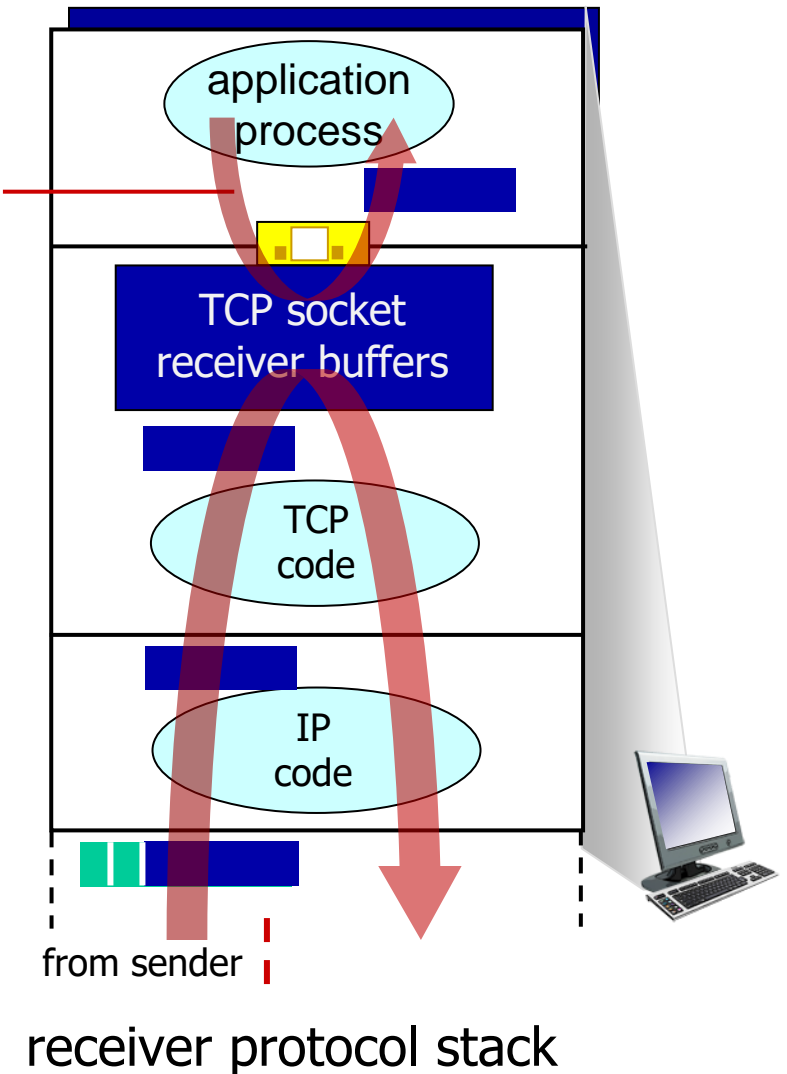 application
process
TCP socket
receiver buffers
TCP
code
IP
code
from sender
receiver protocol stack